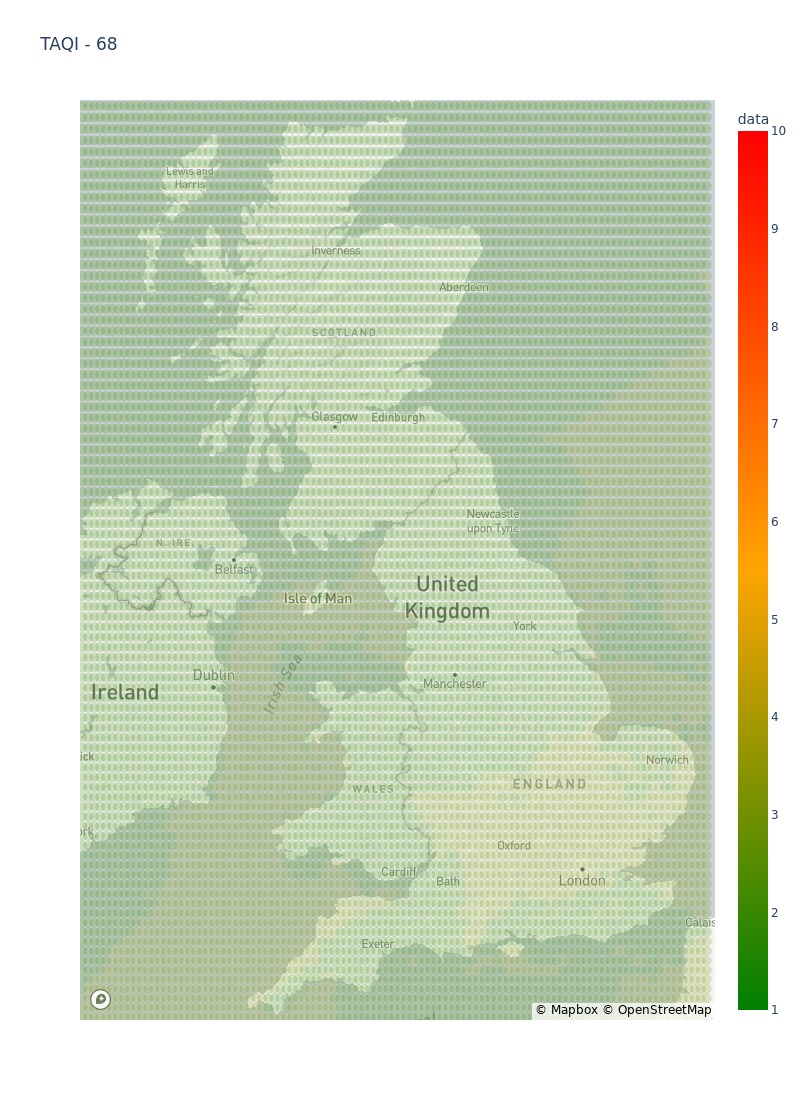 TAQI - 68
data
10
Lewis and
Harris
9
Inverness
Aberdeen
8
SCOTLAND
Glasgow
Edinburgh
7
Newcastle
upon Tyne
6
N. IRE.
Belfast
United
Kingdom
Isle of Man
5
York
Dublin
Irish Sea
Manchester
Ireland
4
ick
Norwich
WALES
ENGLAND
3
ork
Oxford
Cardiff
Bath
London
2
Calais
Exeter
© Mapbox © OpenStreetMap
1